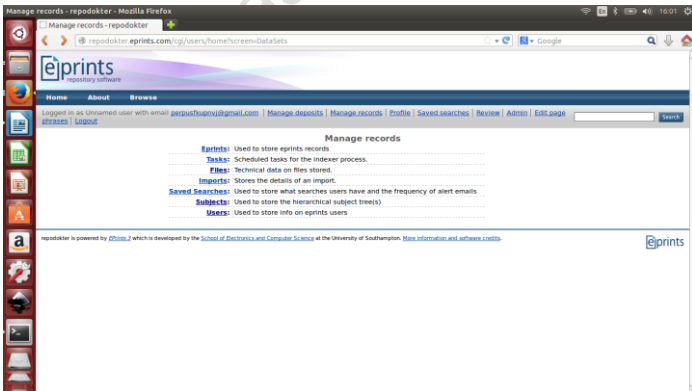 Manage records - repodokter - Mozilla Firefox
En
16:01
Manage records - repodokter
repodokter.eprints.com/cgi/users/home?screen=DataSets
Google
eprints
repository software
Home About Browse
Logged in as Unnamed user with email perpusfkupnvj@gmail.com | Manage deposits | Manage records | Profile | Saved searches | Review | Admin | Edit page
phrases | Logout
Search
Manage records
Eprints: Used to store eprints records
Tasks: Scheduled tasks for the indexer process.
Files: Technical data on files stored.
Imports: Stores the details of an import.
Saved Searches: Used to store what searches users have and the frequency of alert emails
Subjects: Used to store the hierarchical subject tree(s)
Users: Used to store info on eprints users
repodokter is powered by EPrints 3 which is developed by the School of Electronics and Computer Science at the University of Southampton. More information and software credits.
eprints